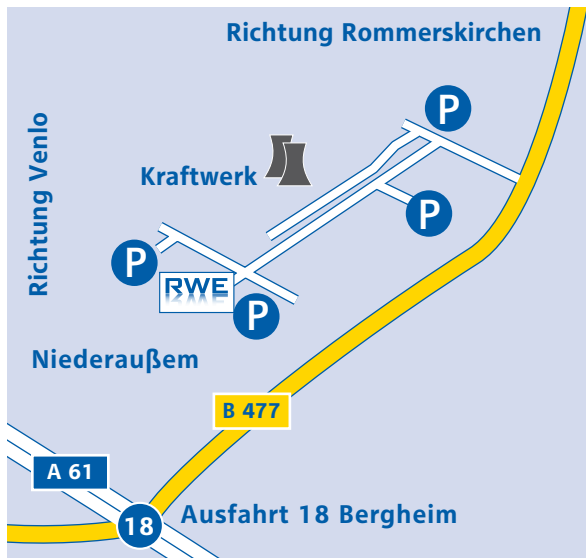 Richtung Rommerskirchen
P
Richtung Venlo
Kraftwerk
P
P
RWE
P
Niederaußem
B 477
A 61
18
Ausfahrt 18 Bergheim